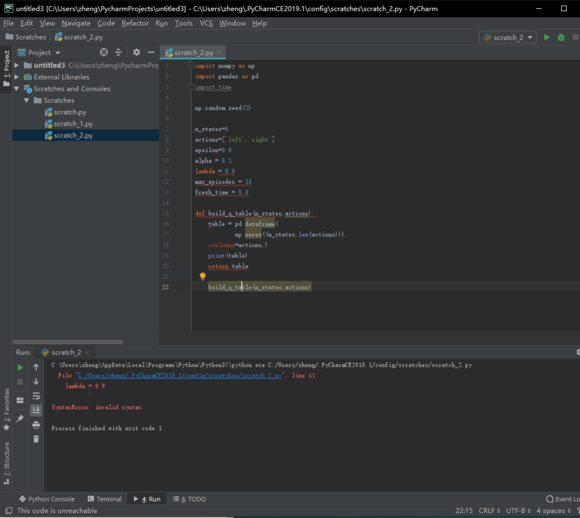 untitled3 [C:\Users\zheng\PycharmProjects\untitled3] - C:\Users\zheng\.PyCharmCE2019.1\config\scratches\scratch_2.py - PyCharm
File Edit View Navigate Code Refactor Run Tools VCS Window Help
Scratches scratch_2.py scratch_2
1: Project
Project scratch_2.py
untitled3 C:\Users\zheng\PycharmProjects\untitled3
External Libraries
Scratches and Consoles
Scratches
scratch.py
scratch_1.py
scratch_2.py
1 import numpy as np
2 import pandas as pd
3 import time
4
5 np.random.seed(2)
6
7 n_states=6
8 actions=['left','right']
9 epsilon=0.9
10 alpha = 0.1
11 lambda = 0.9
12 max_episodes = 13
13 fresh_time = 0.3
14
15 def build_q_table(n_states,actions)
16 table = pd.dataframe(
17 np.zeros((n_states,len(actions))),
18 columns=actions,)
19 print(table)
20 return table
21
22 build_q_table(n_states,actions)
Run: scratch_2
C:\Users\zheng\AppData\Local\Programs\Python\Python37\python.exe C:/Users/zheng/.PyCharmCE2019.1/config/scratches/scratch_2.py
File "C:/Users/zheng/.PyCharmCE2019.1/config/scratches/scratch_2.py", line 11
lambda = 0.9
^
SyntaxError: invalid syntax
Process finished with exit code 1
2: Favorites
Z: Structure
Python Console Terminal 4: Run 6: TODO Event Lo
This code is unreachable 22:15 CRLF UTF-8 4 spaces